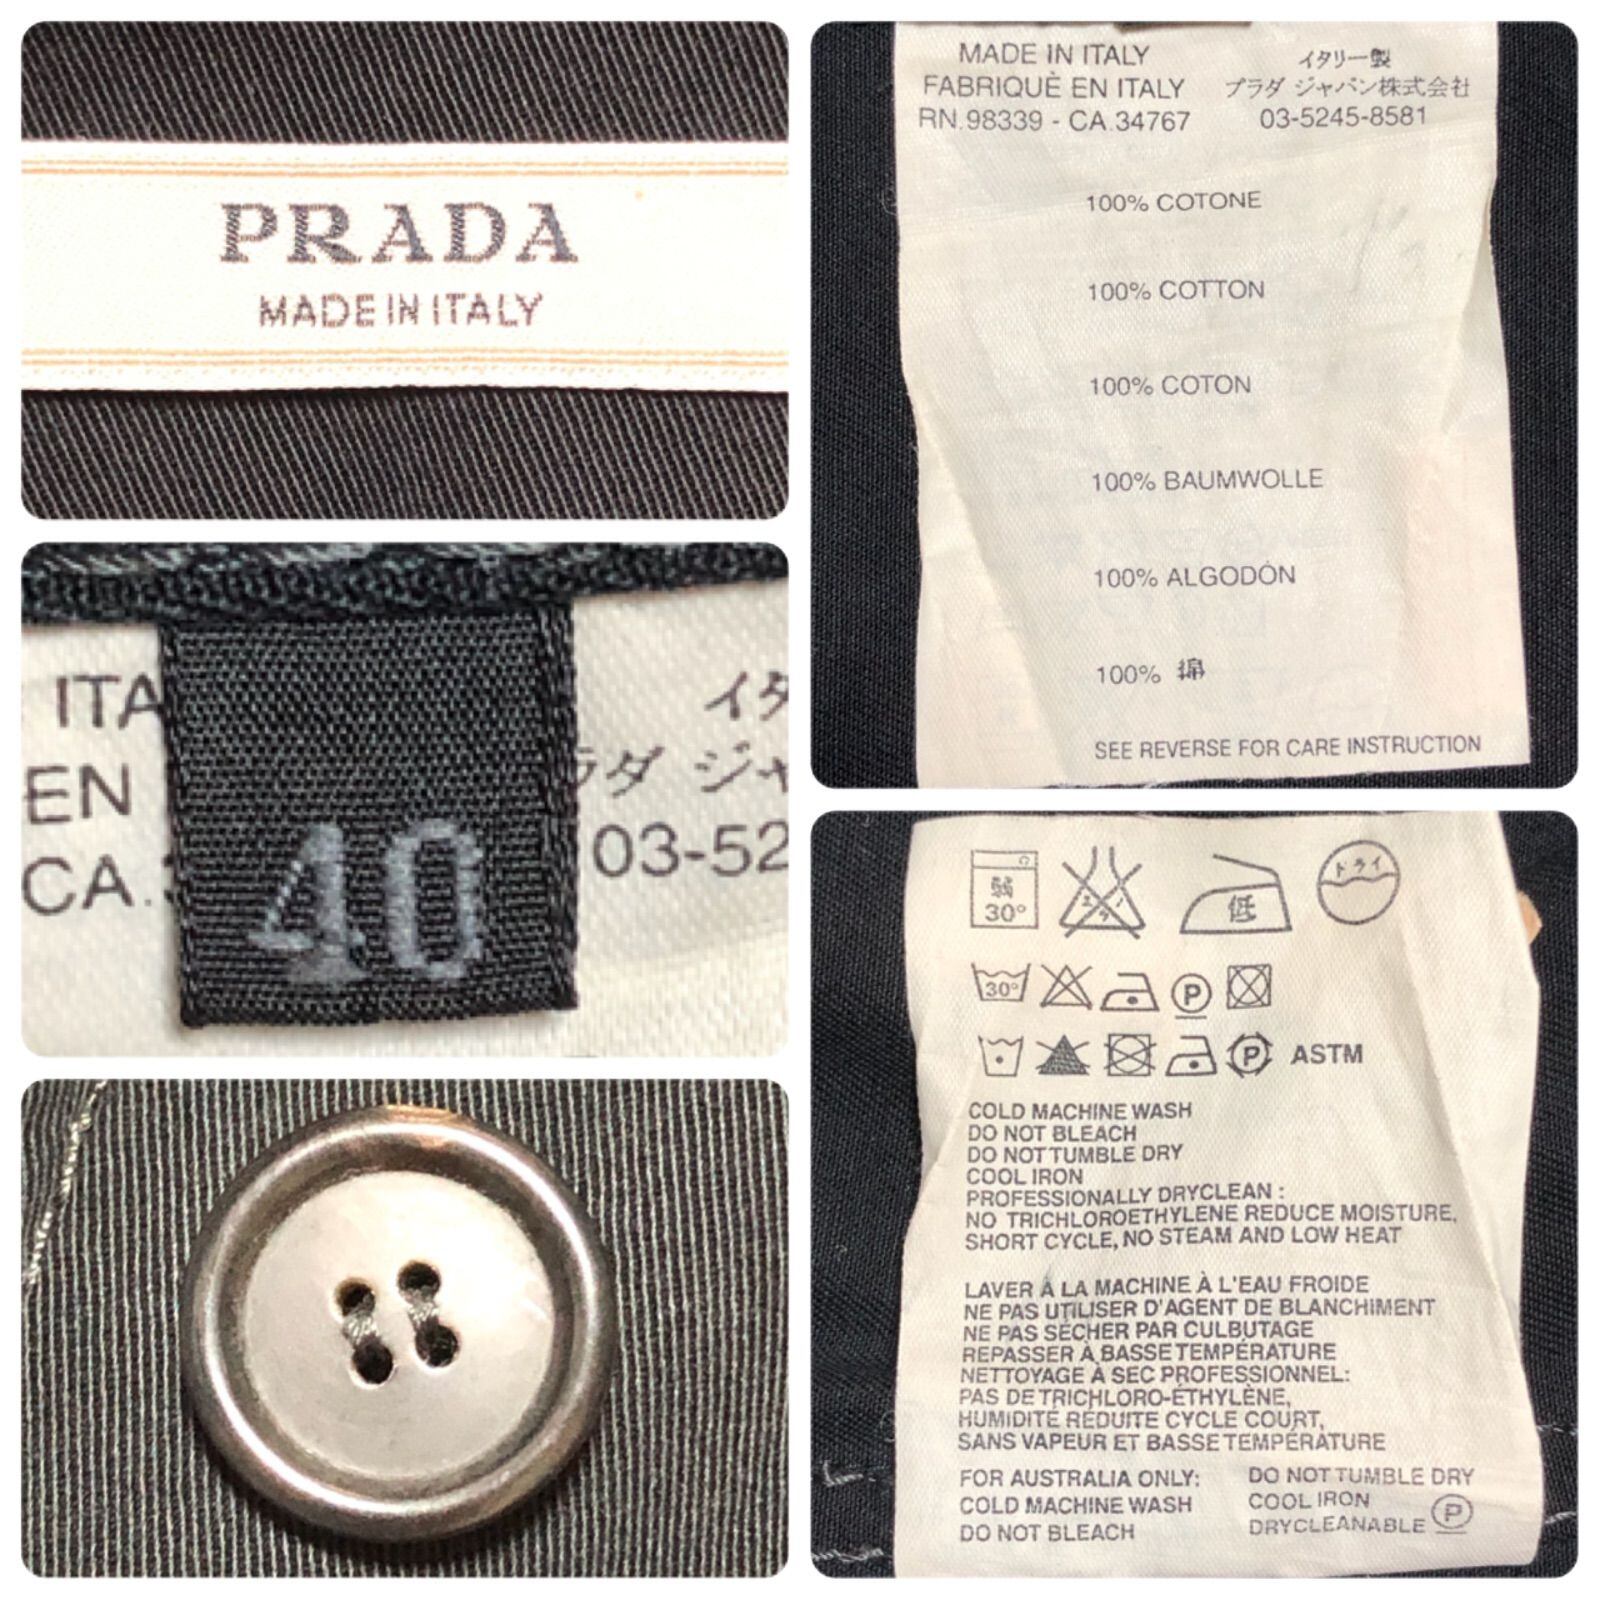 PRADA
MADE IN ITALY
MADE IN ITALY
FABRIQUÈ EN ITALY
RN.98339 - CA.34767
イタリー製
プラダ ジャパン株式会社
03-5245-8581
100% COTONE
100% COTTON
100% COTON
100% BAUMWOLLE
100% ALGODÓN
100% 綿
SEE REVERSE FOR CARE INSTRUCTION
ITA
EN
CA.
40
イタ
ラダ ジャ
03-52
弱
30°
エンソ
低
ドライ
30°
P
P ASTM
COLD MACHINE WASH
DO NOT BLEACH
DO NOT TUMBLE DRY
COOL IRON
PROFESSIONALLY DRYCLEAN :
NO TRICHLOROETHYLENE REDUCE MOISTURE,
SHORT CYCLE, NO STEAM AND LOW HEAT
LAVER À LA MACHINE À L'EAU FROIDE
NE PAS UTILISER D'AGENT DE BLANCHIMENT
NE PAS SÉCHER PAR CULBUTAGE
REPASSER À BASSE TEMPÉRATURE
NETTOYAGE À SEC PROFESSIONNEL:
PAS DE TRICHLORO-ÉTHYLÈNE,
HUMIDITÉ RÉDUITE CYCLE COURT,
SANS VAPEUR ET BASSE TEMPÉRATURE
FOR AUSTRALIA ONLY:
COLD MACHINE WASH
DO NOT BLEACH
DO NOT TUMBLE DRY
COOL IRON
DRYCLEANABLE P